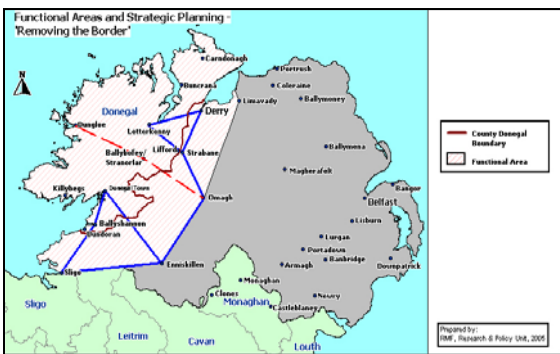 Functional Areas and Strategic Planning -
'Removing the Border'
N
Carndonagh
Buncrana
Portrush
Coleraine
Limavady
Ballymoney
Donegal
Derry
Dungloe
Letterkenny
Lifford
Strabane
Ballybofey/
Stranorlar
Ballymena
Magherafelt
Killybegs
Donegal Town
Omagh
Bangor
Belfast
Lisburn
Ballyshannon
Bundoran
Lurgan
Portadown
Banbridge
Downpatrick
Sligo
Enniskillen
Armagh
Monaghan
Clones
Newry
Sligo
Monaghan
Castleblaney
Leitrim
Cavan
Louth
County Donegal
Boundary
Functional Area
Prepared by:
RMF, Research & Policy Unit, 2005